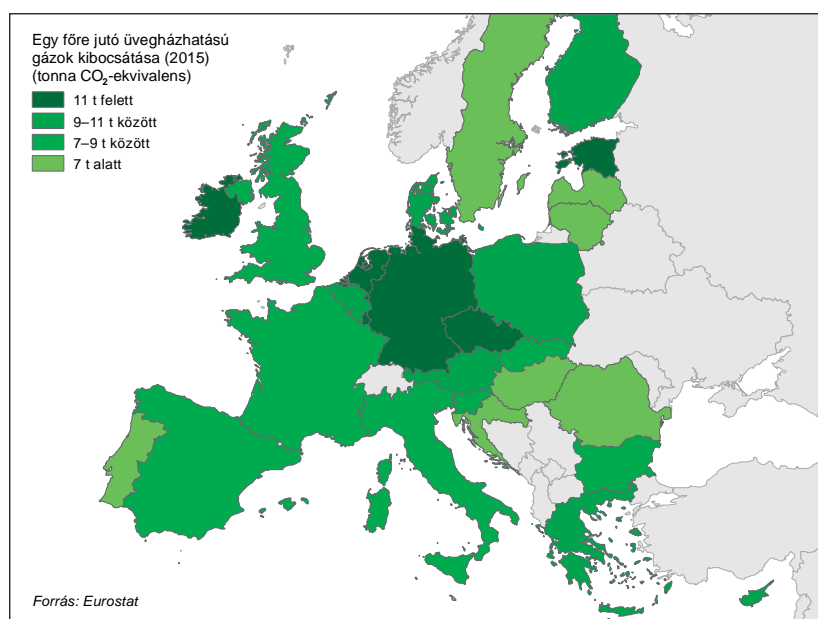 Egy főre jutó üvegházhatású
gázok kibocsátása (2015)
(tonna CO₂-ekvivalens)
11 t felett
9–11 t között
7–9 t között
7 t alatt
Forrás: Eurostat